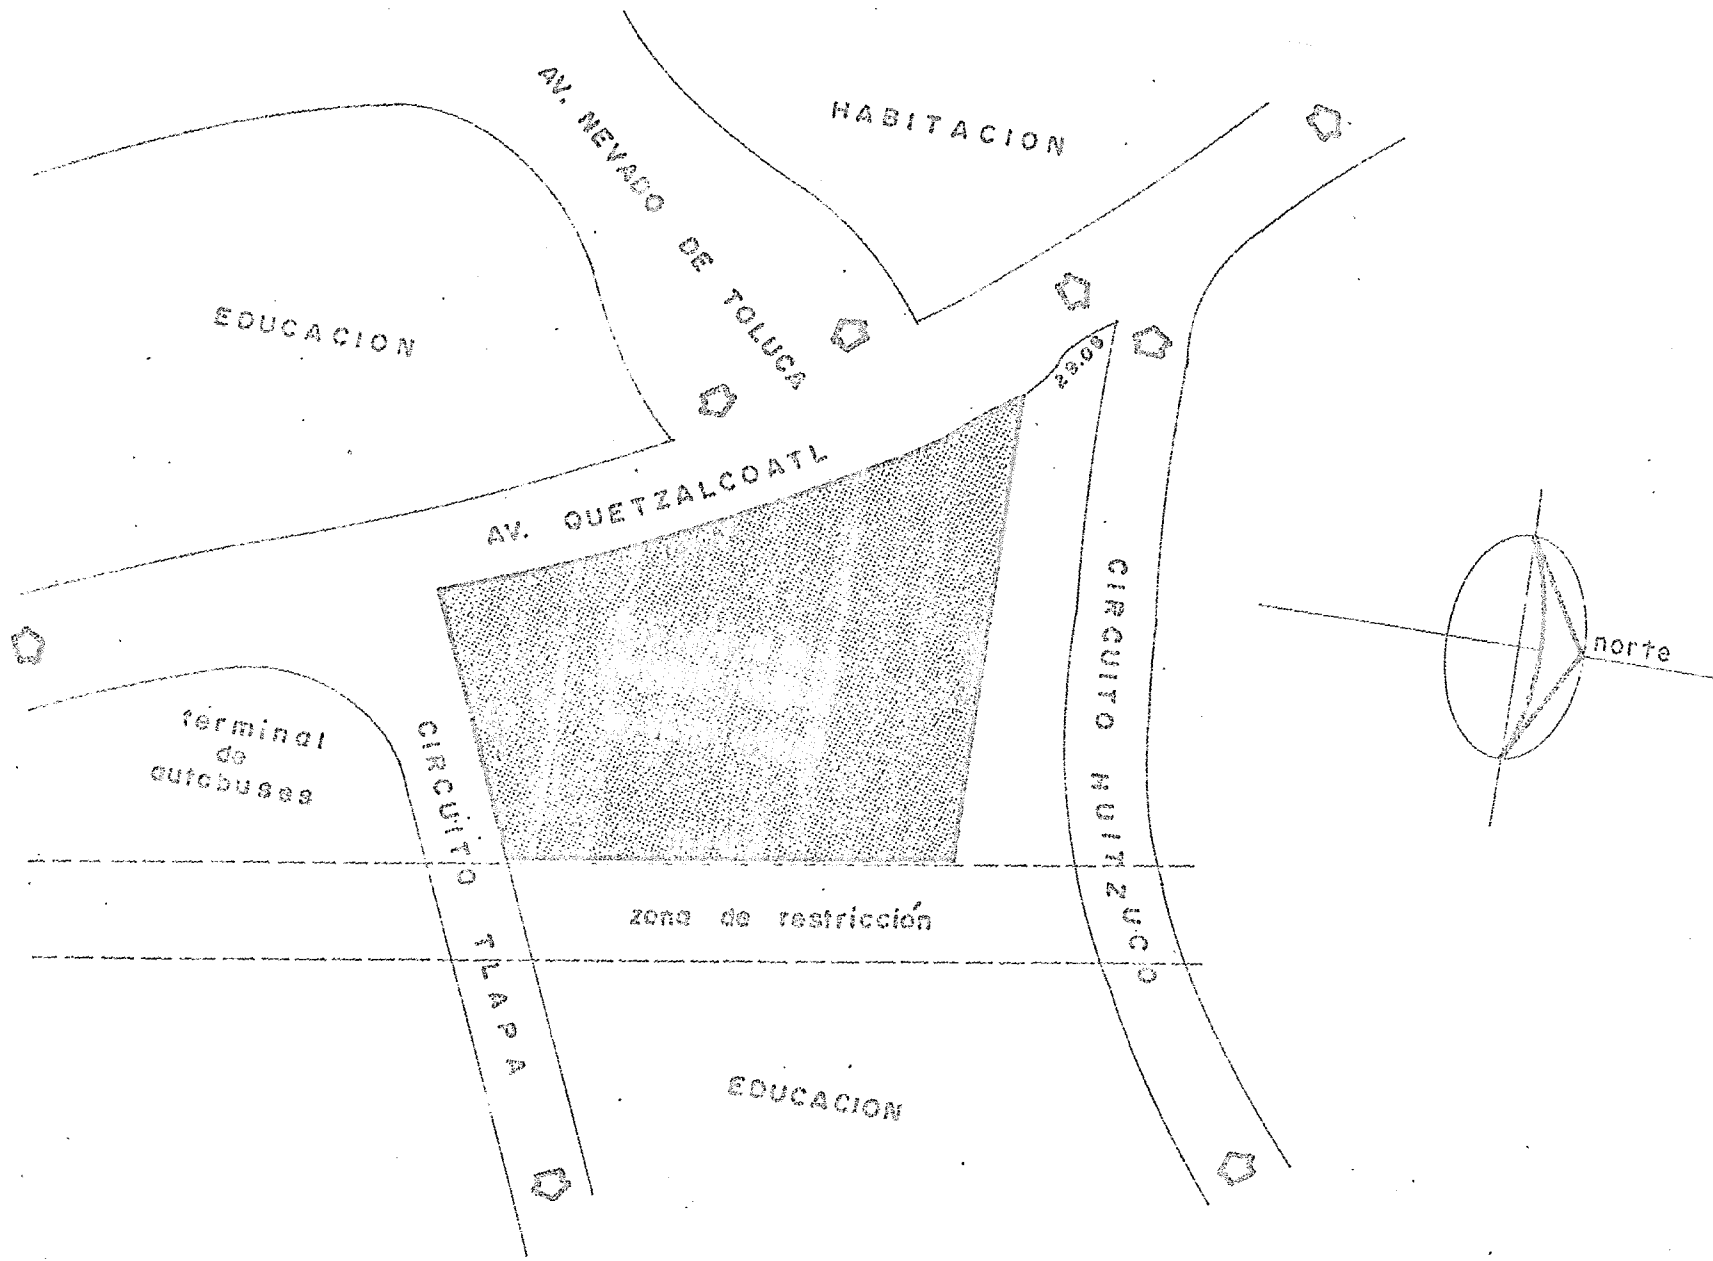 HABITACION
AV. NEVADO DE TOLUCA
EDUCACION
28.09
AV. QUETZALCOATL
CIRCUITO HUITZUCO
norte
terminal
de
autobuses
CIRCUITO TLAPA
zona de restricción
EDUCACION